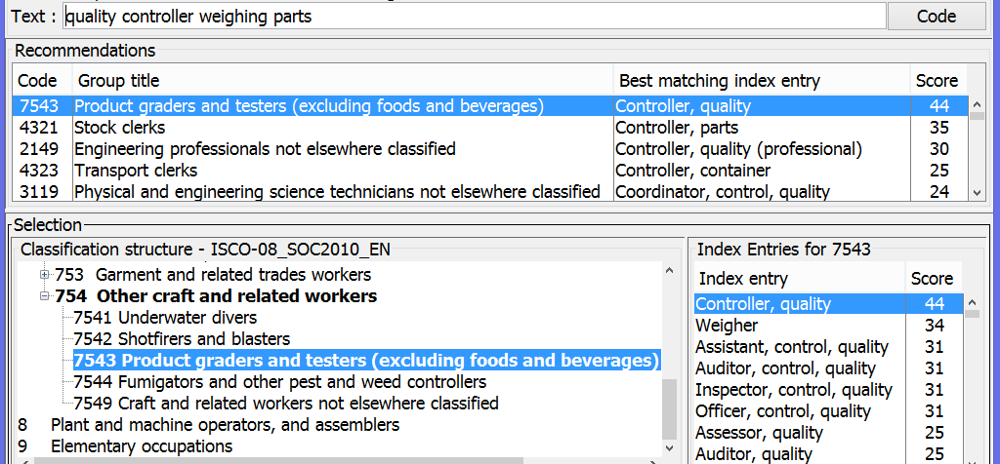 Text : quality controller weighing parts Code
Recommendations
Code Group title Best matching index entry Score
7543 Product graders and testers (excluding foods and beverages) Controller, quality 44
4321 Stock clerks Controller, parts 35
2149 Engineering professionals not elsewhere classified Controller, quality (professional) 30
4323 Transport clerks Controller, container 25
3119 Physical and engineering science technicians not elsewhere classified Coordinator, control, quality 24
Selection
Classification structure - ISCO-08_SOC2010_EN
753 Garment and related trades workers
754 Other craft and related workers
7541 Underwater divers
7542 Shotfirers and blasters
7543 Product graders and testers (excluding foods and beverages)
7544 Fumigators and other pest and weed controllers
7549 Craft and related workers not elsewhere classified
8 Plant and machine operators, and assemblers
9 Elementary occupations
Index Entries for 7543
Index entry Score
Controller, quality 44
Weigher 34
Assistant, control, quality 31
Auditor, control, quality 31
Inspector, control, quality 31
Officer, control, quality 31
Assessor, quality 25
Auditor, quality 25